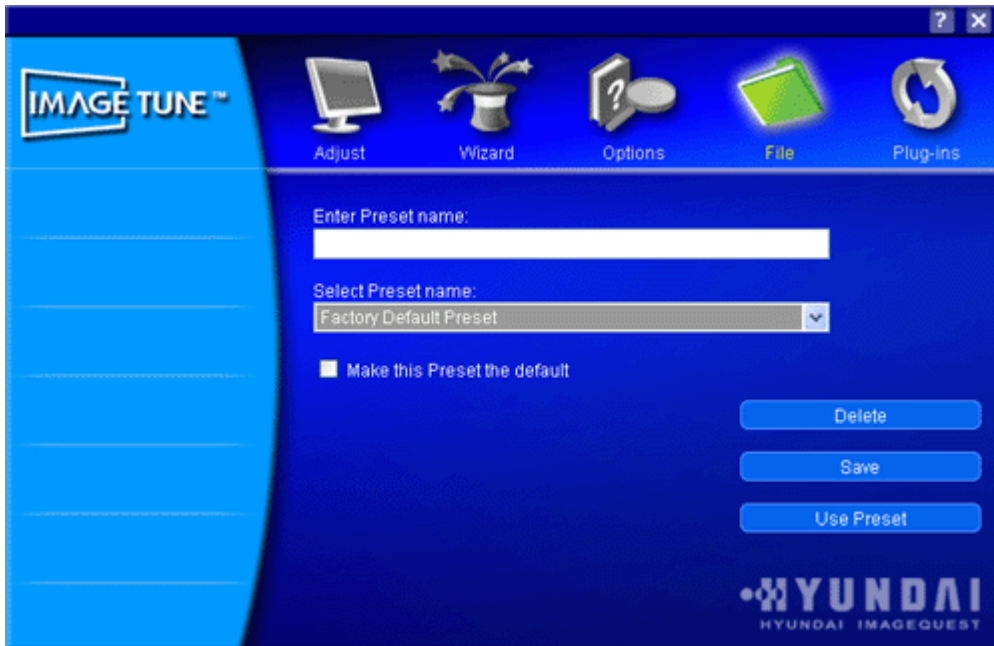 ? X
IMAGE TUNE™
Adjust Wizard Options File Plug-ins
Enter Preset name:
Select Preset name:
Factory Default Preset
Make this Preset the default
Delete
Save
Use Preset
HYUNDAI
HYUNDAI IMAGEQUEST